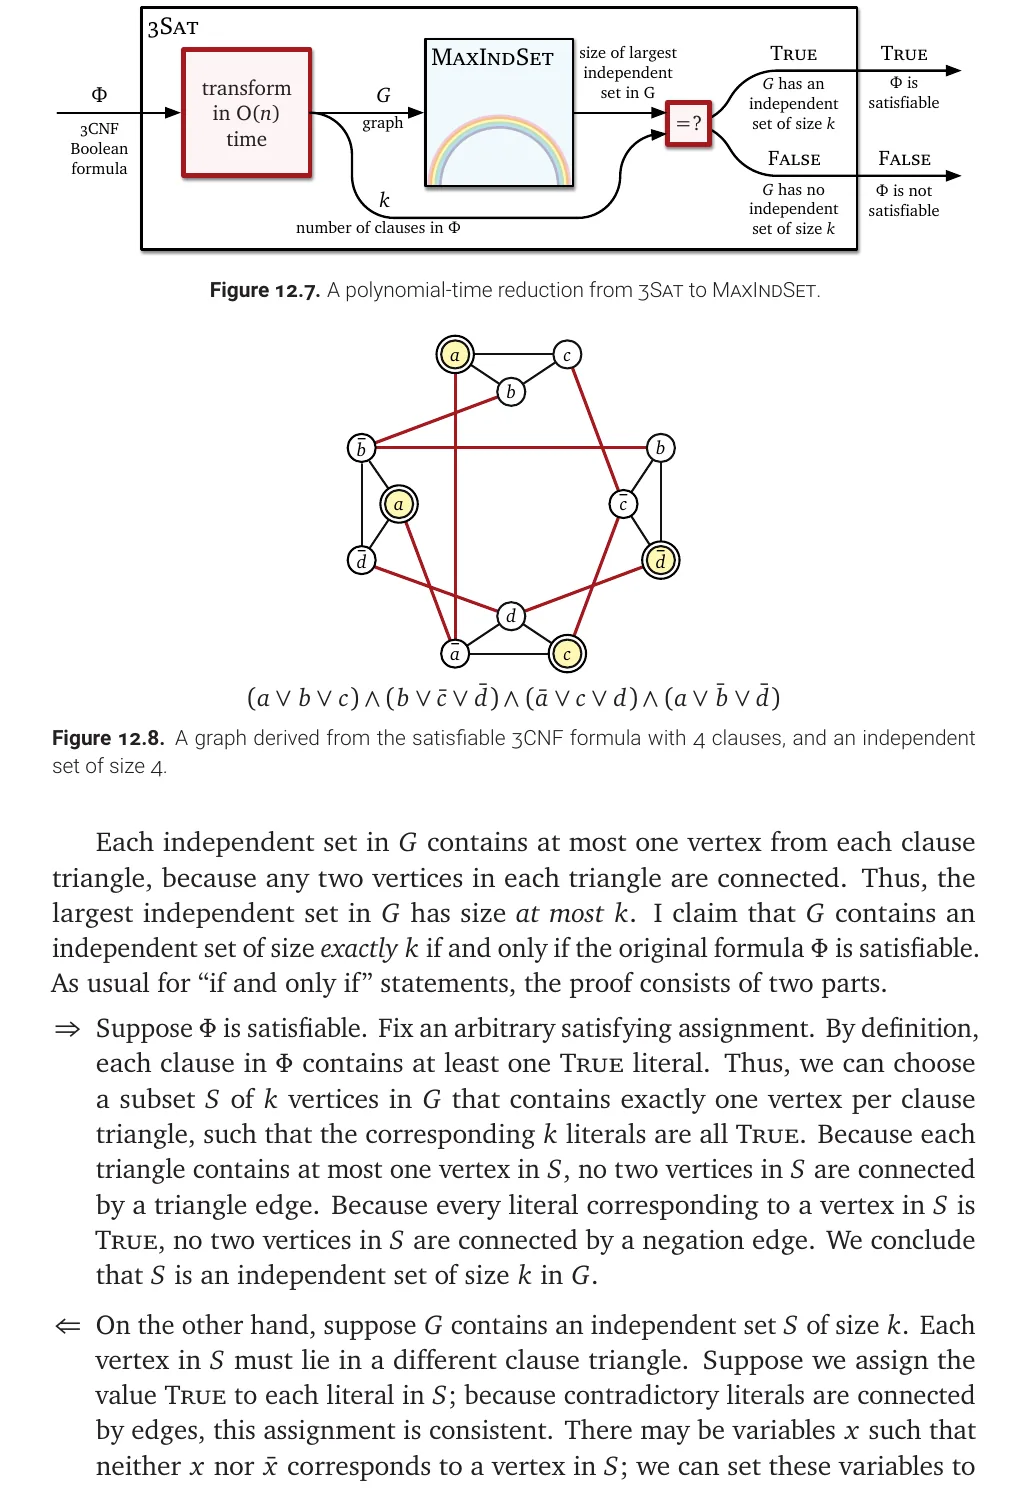 3SAT
Φ
3CNF
Boolean
formula
transform
in O(n)
time
G
graph
k
number of clauses in Φ
MAXINDSET
size of largest
independent
set in G
=?
TRUE
G has an
independent
set of size k
FALSE
G has no
independent
set of size k
TRUE
Φ is
satisfiable
FALSE
Φ is not
satisfiable
Figure 12.7. A polynomial-time reduction from 3SAT to MAXINDSET.
a
c
b
b̄
b
a
c̄
d̄
d̄
d
ā
c
(a ∨ b ∨ c) ∧ (b ∨ c̄ ∨ d̄) ∧ (ā ∨ c ∨ d) ∧ (a ∨ b̄ ∨ d̄)
Figure 12.8. A graph derived from the satisfiable 3CNF formula with 4 clauses, and an independent
set of size 4.
Each independent set in G contains at most one vertex from each clause
triangle, because any two vertices in each triangle are connected. Thus, the
largest independent set in G has size at most k. I claim that G contains an
independent set of size exactly k if and only if the original formula Φ is satisfiable.
As usual for “if and only if” statements, the proof consists of two parts.
⇒ Suppose Φ is satisfiable. Fix an arbitrary satisfying assignment. By definition,
each clause in Φ contains at least one TRUE literal. Thus, we can choose
a subset S of k vertices in G that contains exactly one vertex per clause
triangle, such that the corresponding k literals are all TRUE. Because each
triangle contains at most one vertex in S, no two vertices in S are connected
by a triangle edge. Because every literal corresponding to a vertex in S is
TRUE, no two vertices in S are connected by a negation edge. We conclude
that S is an independent set of size k in G.
⇐ On the other hand, suppose G contains an independent set S of size k. Each
vertex in S must lie in a different clause triangle. Suppose we assign the
value TRUE to each literal in S; because contradictory literals are connected
by edges, this assignment is consistent. There may be variables x such that
neither x nor x̄ corresponds to a vertex in S; we can set these variables to